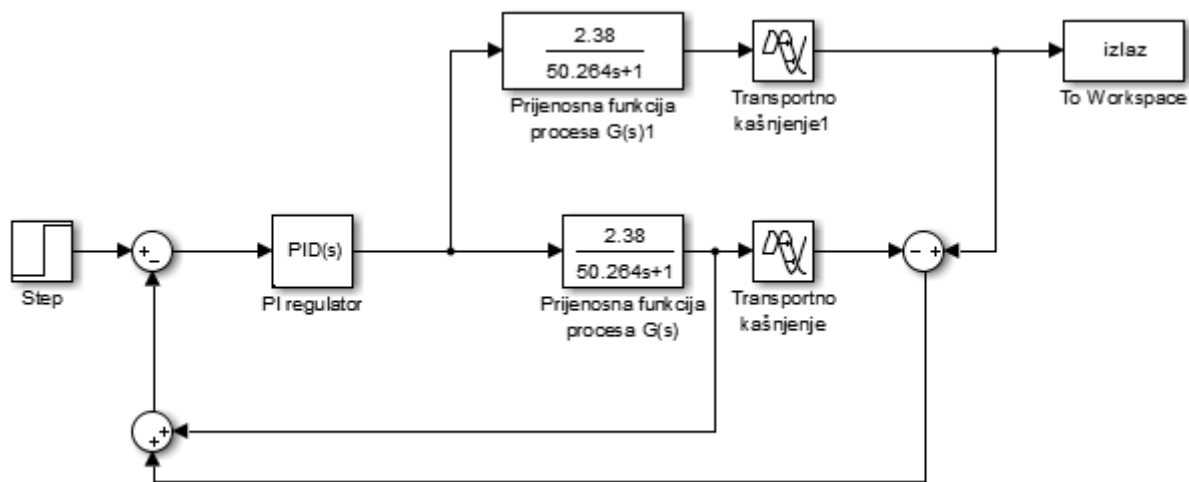 2.38
50.264s+1
Prijenosna funkcija
procesa G(s)1
Transportno
kašnjenje1
izlaz
To Workspace
Step
+
−
PID(s)
PI regulator
2.38
50.264s+1
Prijenosna funkcija
procesa G(s)
Transportno
kašnjenje
− +
+
+